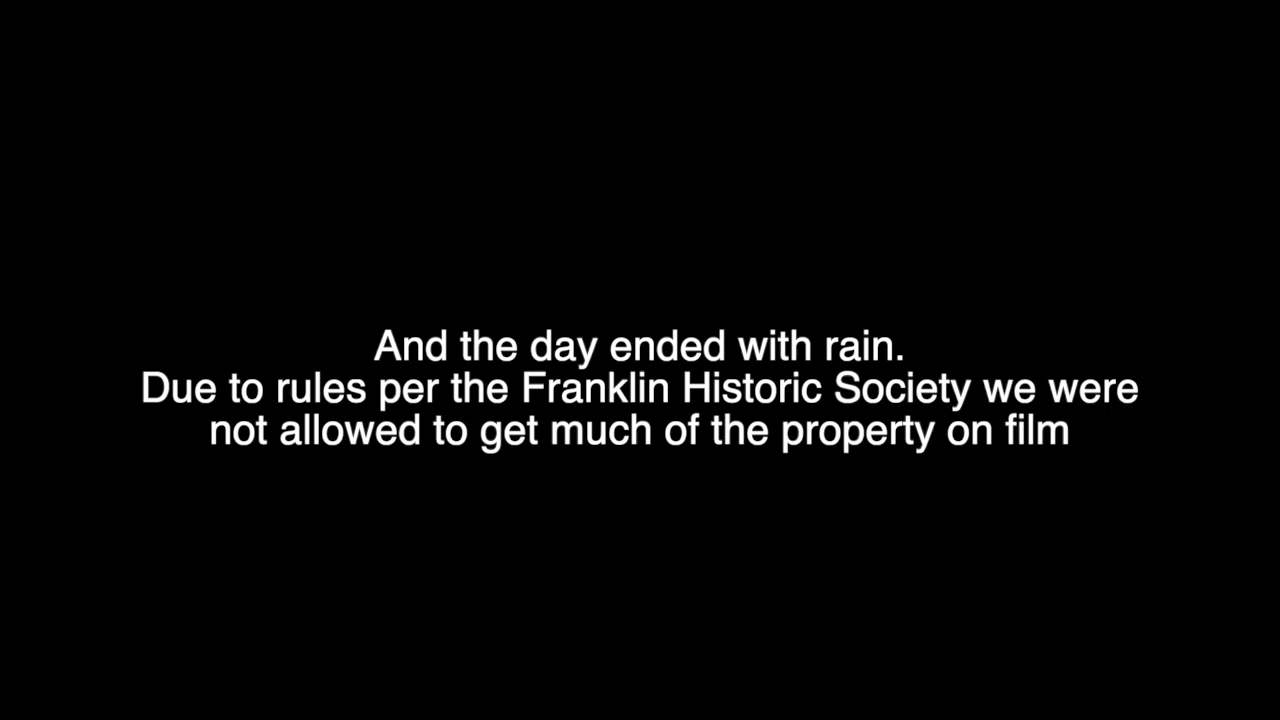 And the day ended with rain.
Due to rules per the Franklin Historic Society we were
not allowed to get much of the property on film